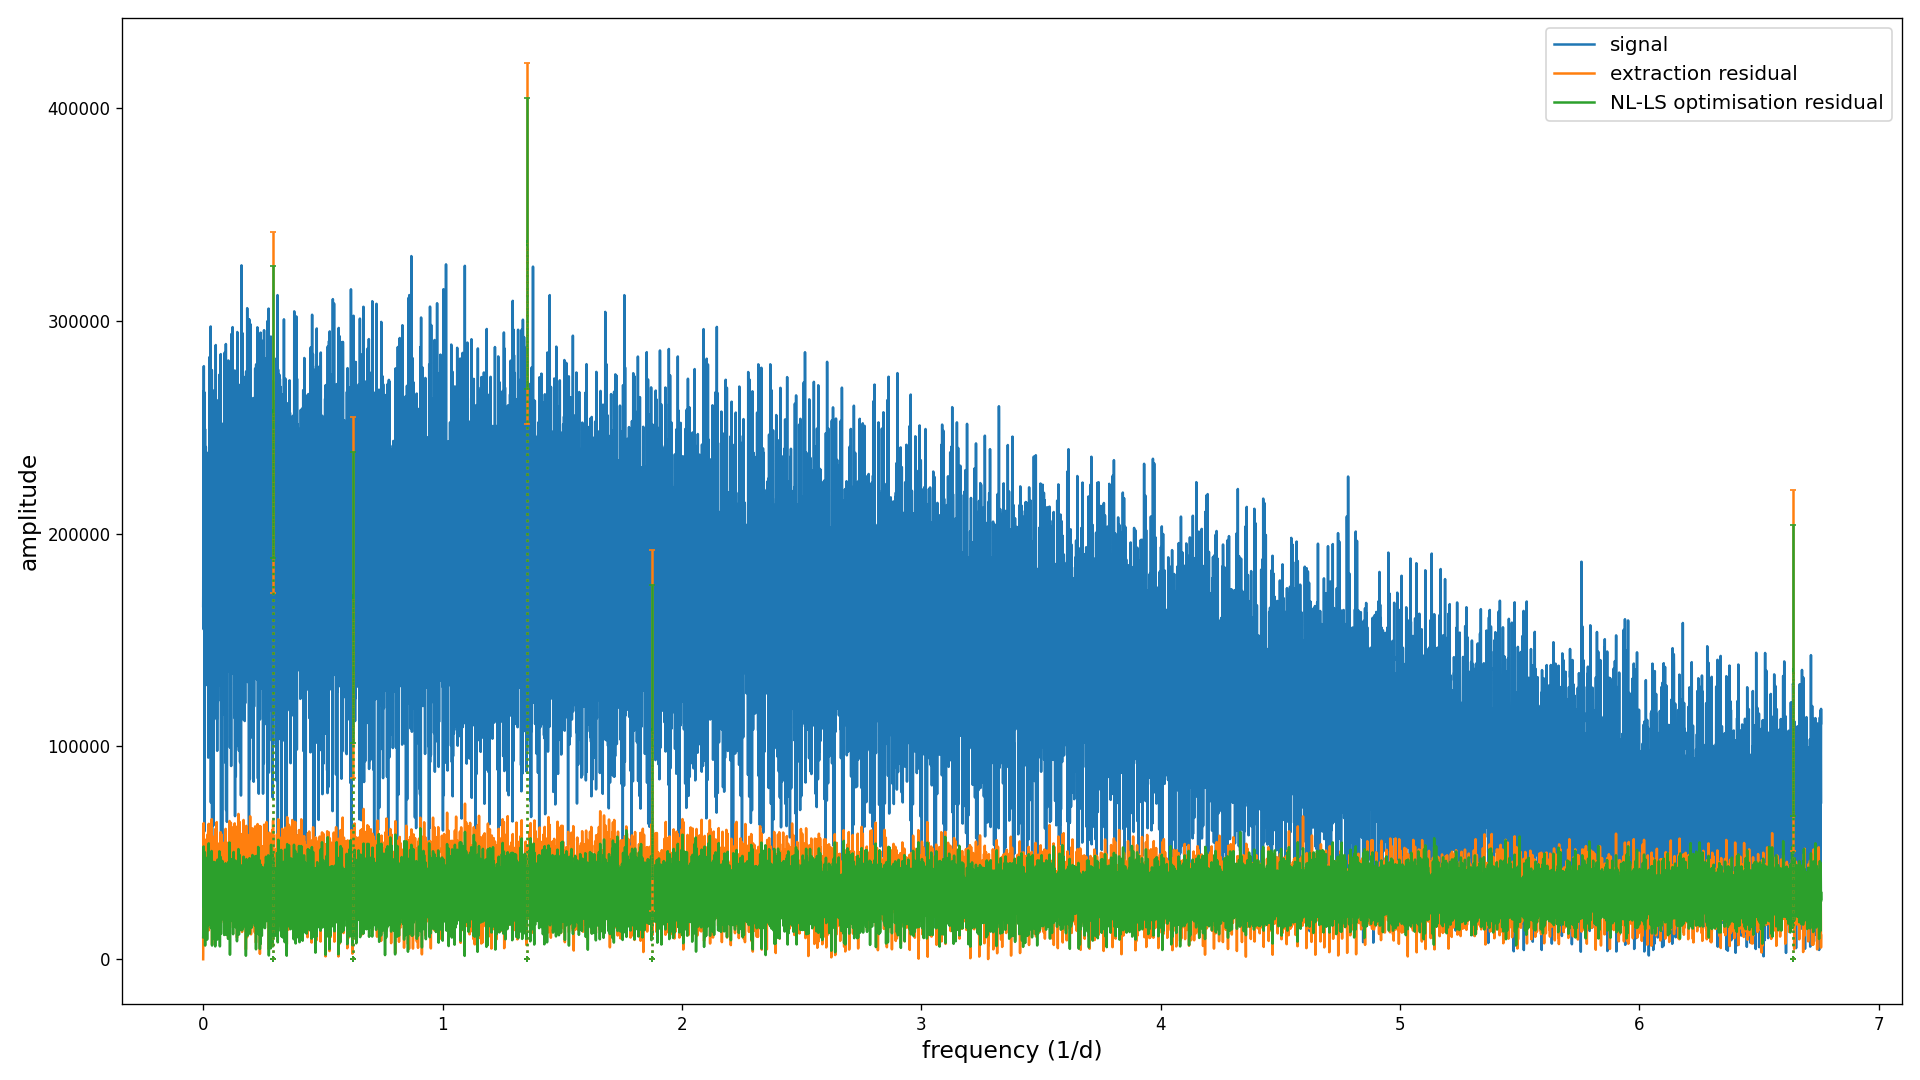 signal
extraction residual
NL-LS optimisation residual
400000
300000
200000
100000
0
amplitude
0 1 2 3 4 5 6 7
frequency (1/d)